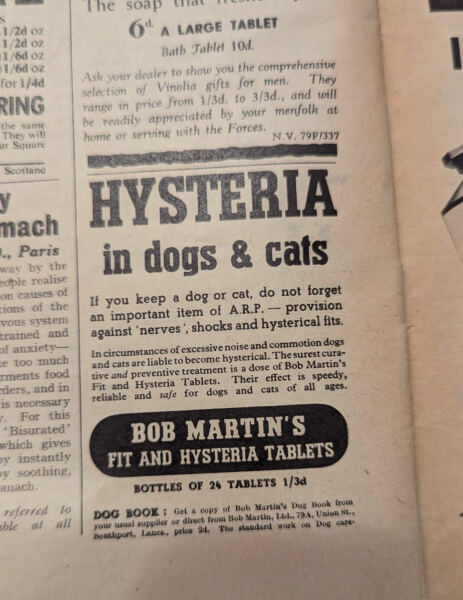 1/2d oz
1/2d oz
1/6d oz
1/6d oz
for 1/4d
RING
the same
They will
ur Square
Scotland
y
mach
D., Paris
way by the
people realise
on causes of
tions of the
vous system
trained and
of anxiety—
te too much
rments food
rders, and in
is necessary
y. For this
'Bisurated'
which gives
by instantly
by soothing,
omach.
referred to
able at all
The soap that
6d. A LARGE TABLET
Bath Tablet 10d.
Ask your dealer to show you the comprehensive
selection of Vinolia gifts for men. They
range in price from 1/3d. to 3/3d., and will
be readily appreciated by your menfolk at
home or serving with the Forces.
N.V. 79F/337
HYSTERIA
in dogs & cats
If you keep a dog or cat, do not forget
an important item of A.R.P. — provision
against 'nerves', shocks and hysterical fits.
In circumstances of excessive noise and commotion dogs
and cats are liable to become hysterical. The surest cura-
tive and preventive treatment is a dose of Bob Martin's
Fit and Hysteria Tablets. Their effect is speedy,
reliable and safe for dogs and cats of all ages.
BOB MARTIN'S
FIT AND HYSTERIA TABLETS
BOTTLES OF 24 TABLETS 1/3d
DOG BOOK: Get a copy of Bob Martin's Dog Book from
your usual supplier or direct from Bob Martin, Ltd., 79A, Union St.,
Southport, Lancs., price 2d. The standard work on Dog care.